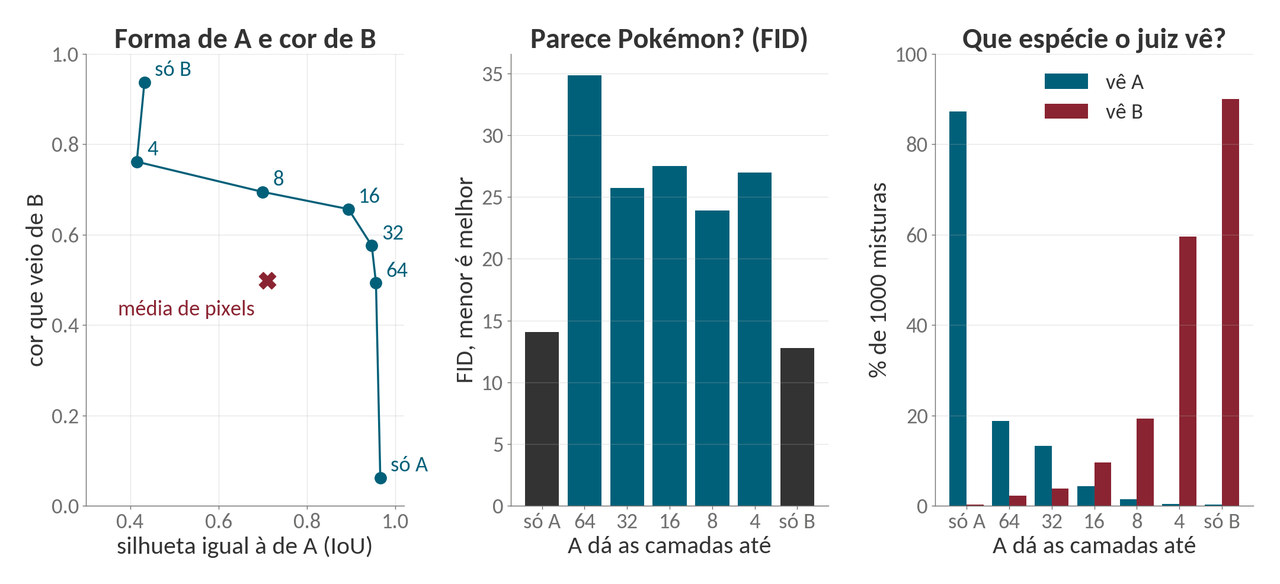 Forma de A e cor de B
1.0
0.8
0.6
0.4
0.2
0.0
cor que veio de B
só B
4
8
16
32
64
só A
média de pixels
0.4 0.6 0.8 1.0
silhueta igual à de A (IoU)
Parece Pokémon? (FID)
35
30
25
20
15
10
5
0
FID, menor é melhor
só A 64 32 16 8 4 só B
A dá as camadas até
Que espécie o juiz vê?
100
80
60
40
20
0
% de 1000 misturas
vê A
vê B
só A 64 32 16 8 4 só B
A dá as camadas até